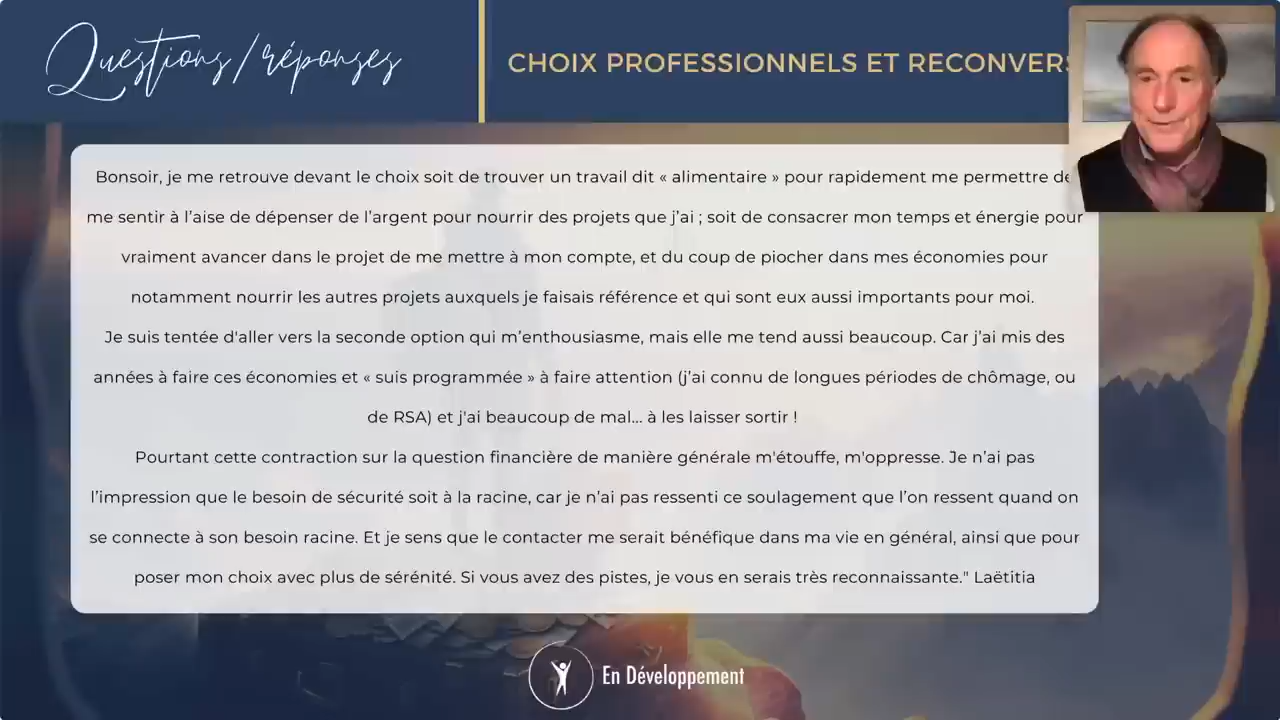 Questions/réponses
CHOIX PROFESSIONNELS ET
Bonsoir, je me retrouve devant le choix soit de trouver un travail dit « alimentaire » pour rapidement me permettre de
me sentir à l’aise de dépenser de l’argent pour nourrir des projets que j’ai ; soit de consacrer mon temps et énergie pour
vraiment avancer dans le projet de me mettre à mon compte, et du coup de piocher dans mes économies pour
notamment nourrir les autres projets auxquels je faisais référence et qui sont eux aussi importants pour moi.
Je suis tentée d'aller vers la seconde option qui m’enthousiasme, mais elle me tend aussi beaucoup. Car j’ai mis des
années à faire ces économies et « suis programmée » à faire attention (j’ai connu de longues périodes de chômage, ou
de RSA) et j'ai beaucoup de mal... à les laisser sortir !
Pourtant cette contraction sur la question financière de manière générale m'étouffe, m'oppresse. Je n’ai pas
l’impression que le besoin de sécurité soit à la racine, car je n’ai pas ressenti ce soulagement que l’on ressent quand on
se connecte à son besoin racine. Et je sens que le contacter me serait bénéfique dans ma vie en général, ainsi que pour
poser mon choix avec plus de sérénité. Si vous avez des pistes, je vous en serais très reconnaissante." Laëtitia
En Développement